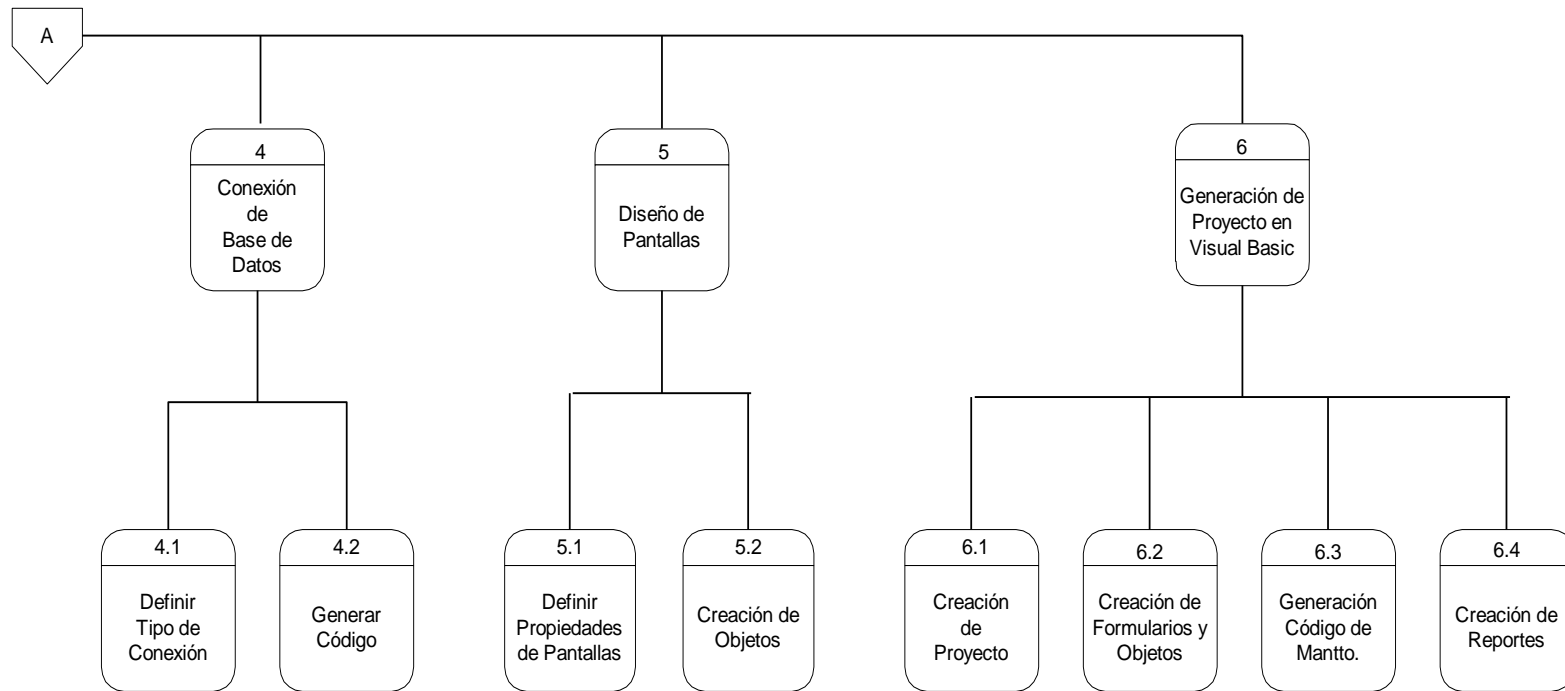 A
4
Conexión
de
Base de
Datos
5
Diseño de
Pantallas
6
Generación de
Proyecto en
Visual Basic
4.1
Definir
Tipo de
Conexión
4.2
Generar
Código
5.1
Definir
Propiedades
de Pantallas
5.2
Creación de
Objetos
6.1
Creación
de
Proyecto
6.2
Creación de
Formularios y
Objetos
6.3
Generación
Código de
Mantto.
6.4
Creación de
Reportes